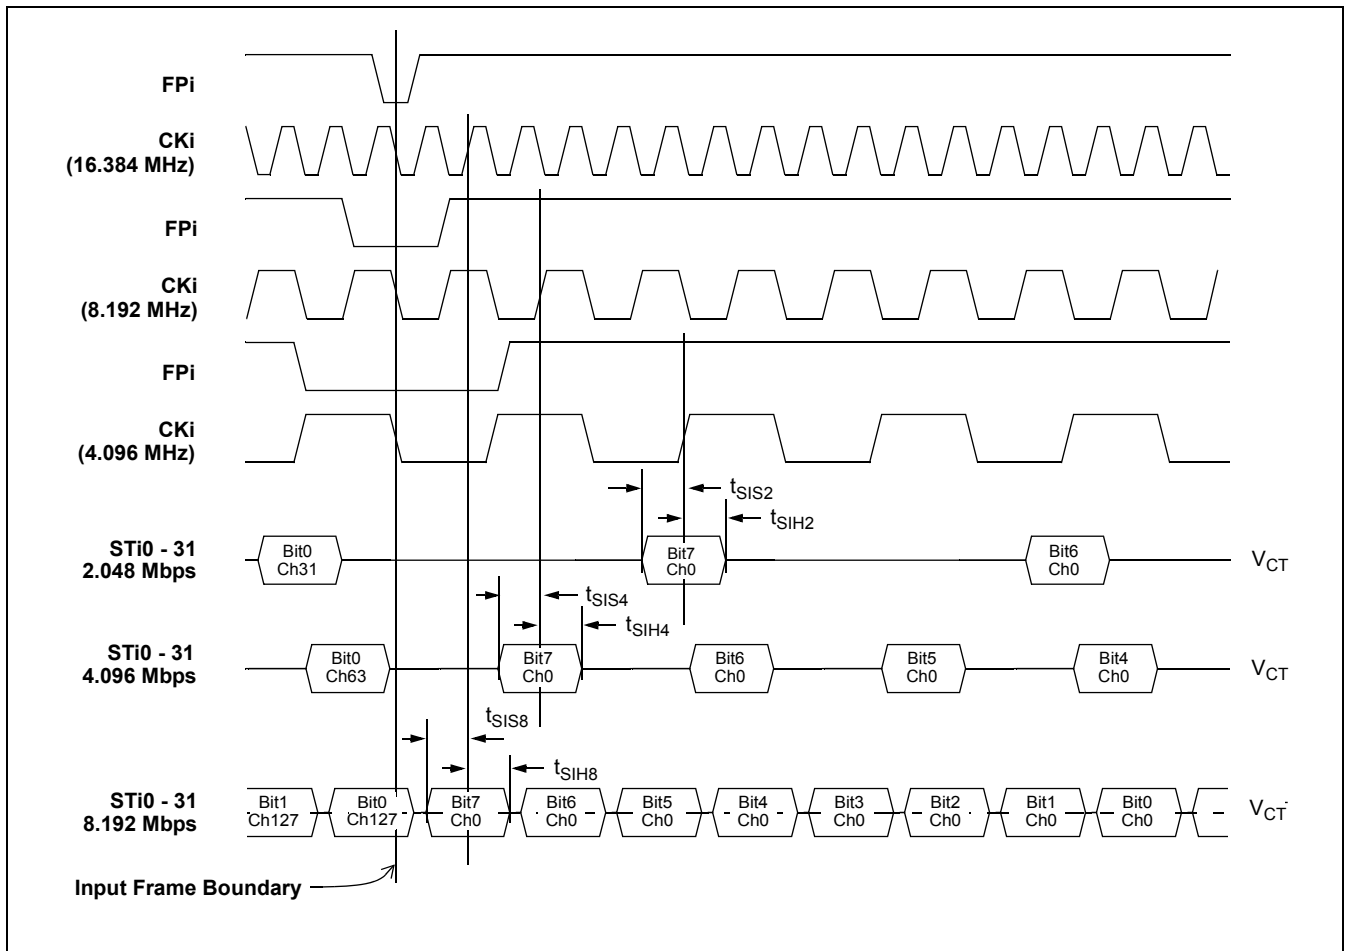 FPi
CKi
(16.384 MHz)
FPi
CKi
(8.192 MHz)
FPi
CKi
(4.096 MHz)
tSIS2
tSIH2
STi0 - 31
2.048 Mbps
Bit0
Ch31
Bit7
Ch0
Bit6
Ch0
VCT
tSIS4
tSIH4
STi0 - 31
4.096 Mbps
Bit0
Ch63
Bit7
Ch0
Bit6
Ch0
Bit5
Ch0
Bit4
Ch0
VCT
tSIS8
tSIH8
STi0 - 31
8.192 Mbps
Bit1
Ch127
Bit0
Ch127
Bit7
Ch0
Bit6
Ch0
Bit5
Ch0
Bit4
Ch0
Bit3
Ch0
Bit2
Ch0
Bit1
Ch0
Bit0
Ch0
VCT
Input Frame Boundary